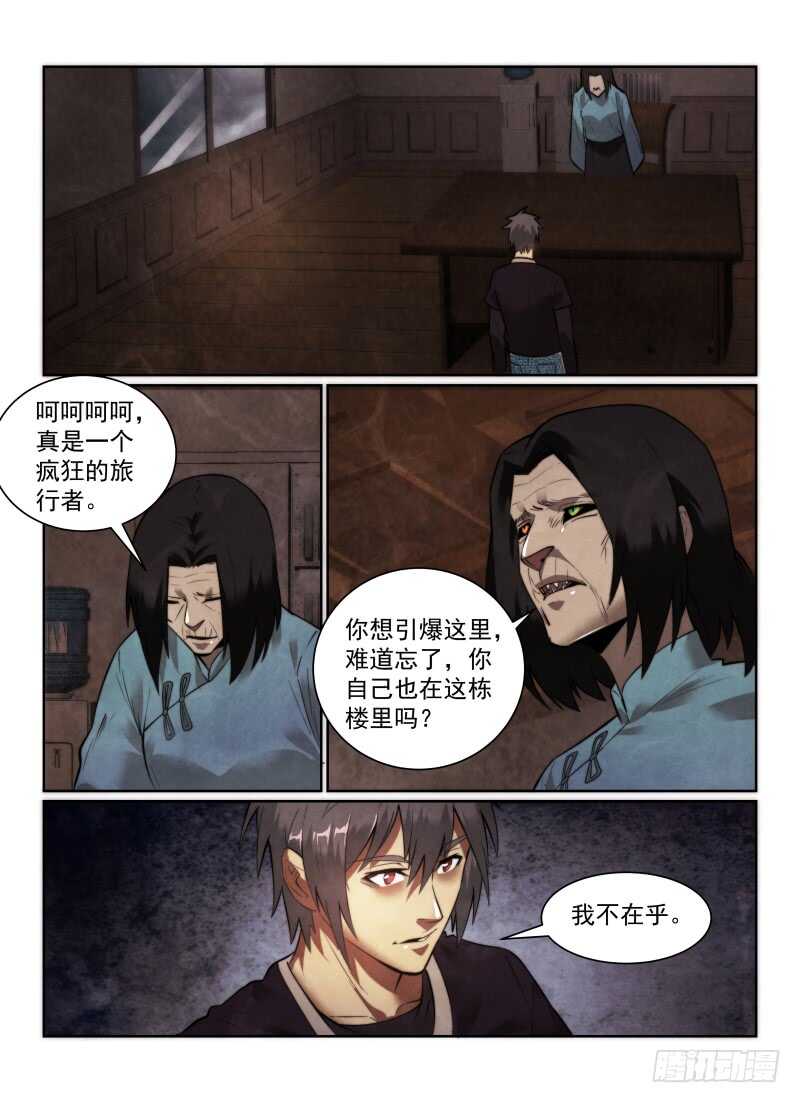 呵呵呵呵，
真是一个
疯狂的旅
行者。
你想引爆这里，
难道忘了，你
自己也在这栋
楼里吗？
我不在乎。
腾讯动漫